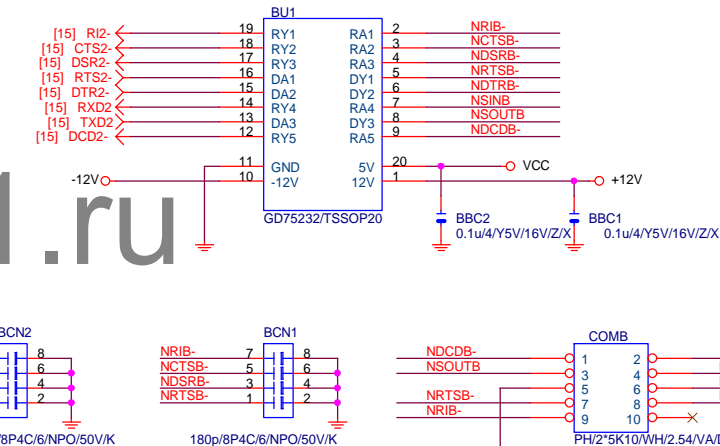 BU1
[15] RI2- 19 RY1 RA1 2 NRIB-
[15] CTS2- 18 RY2 RA2 3 NCTSB-
[15] DSR2- 17 RY3 RA3 4 NDSRB-
[15] RTS2- 16 DA1 DY1 5 NRTSB-
[15] DTR2- 15 DA2 DY2 6 NDTRB-
[15] RXD2 14 RY4 RA4 7 NSINB
[15] TXD2 13 DA3 DY3 8 NSOUTB
[15] DCD2- 12 RY5 RA5 9 NDCDB-
11 GND 5V 20 VCC
-12V 10 -12V 12V 1 +12V
GD75232/TSSOP20
BBC2
0.1u/4/Y5V/16V/Z/X
BBC1
0.1u/4/Y5V/16V/Z/X
.ru
BCN2
8
6
4
2
/8P4C/6/NPO/50V/K
BCN1
NRIB- 7 8
NCTSB- 5 6
NDSRB- 3 4
NRTSB- 1 2
180p/8P4C/6/NPO/50V/K
COMB
NDCDB- 1 2
NSOUTB 3 4
5 6
NRTSB- 7 8
NRIB- 9 10
PH/2*5K10/WH/2.54/VA/